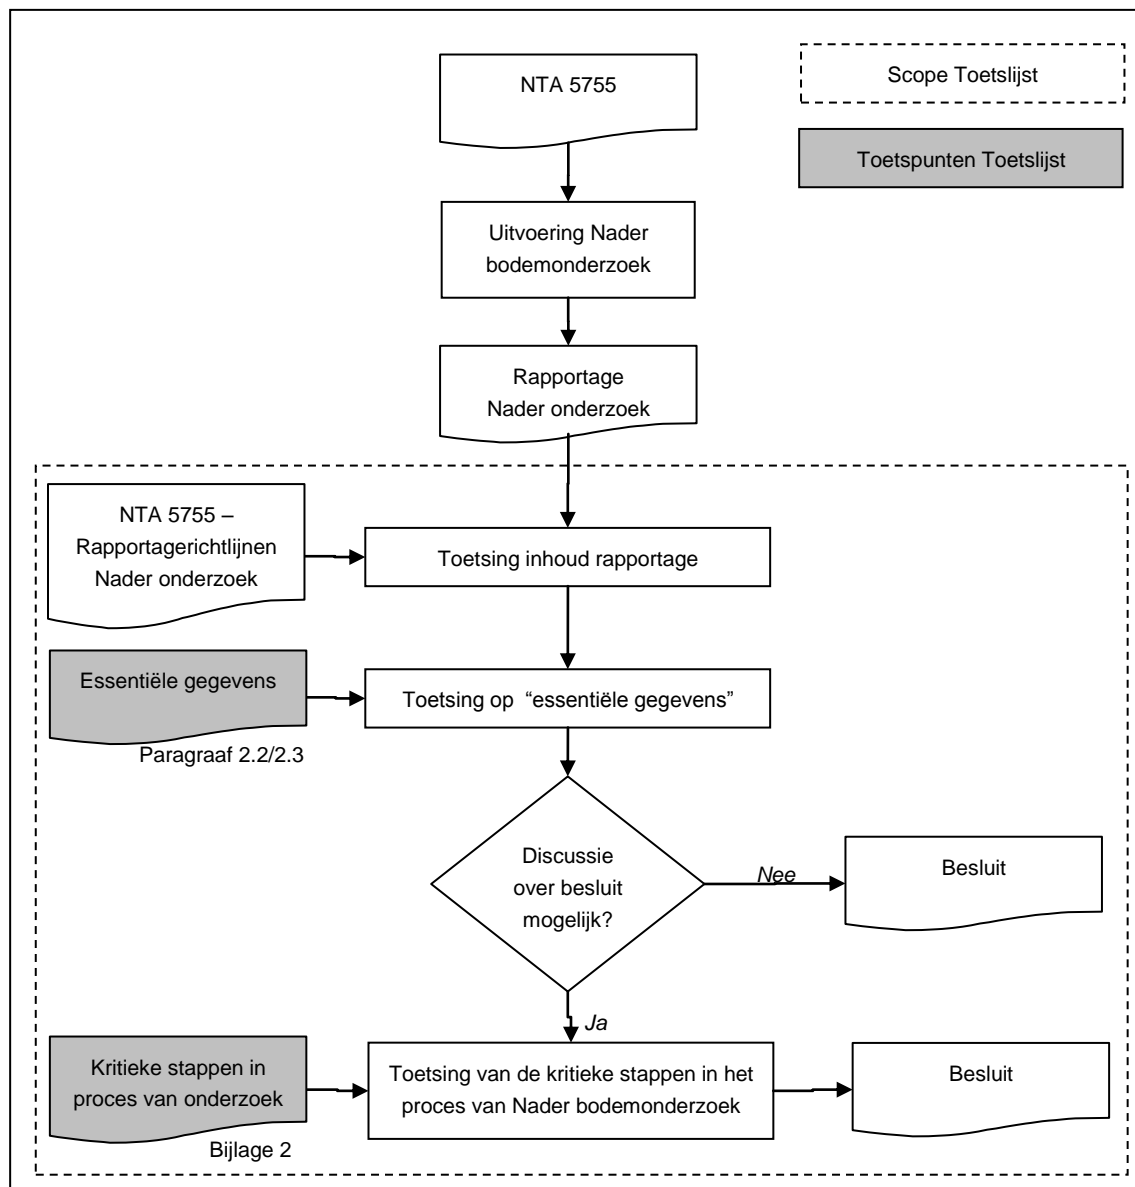 NTA 5755
Scope Toetslijst
Toetspunten Toetslijst
Uitvoering Nader
bodemonderzoek
Rapportage
Nader onderzoek
NTA 5755 –
Rapportagerichtlijnen
Nader onderzoek
Toetsing inhoud rapportage
Essentiële gegevens
Toetsing op “essentiële gegevens”
Paragraaf 2.2/2.3
Discussie
over besluit
mogelijk?
Nee
Besluit
Ja
Kritieke stappen in
proces van onderzoek
Toetsing van de kritieke stappen in het
proces van Nader bodemonderzoek
Besluit
Bijlage 2